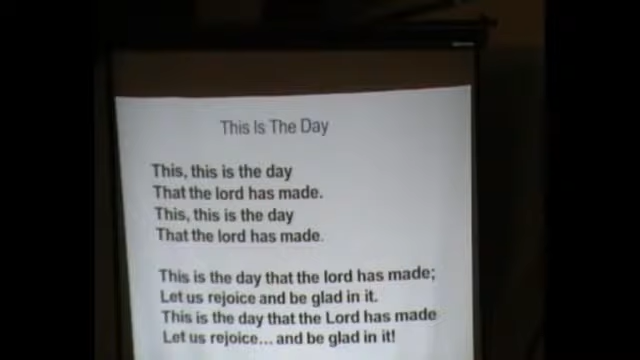 This Is The Day
This, this is the day
That the lord has made.
This, this is the day
That the lord has made.
This is the day that the lord has made;
Let us rejoice and be glad in it.
This is the day that the Lord has made
Let us rejoice... and be glad in it!